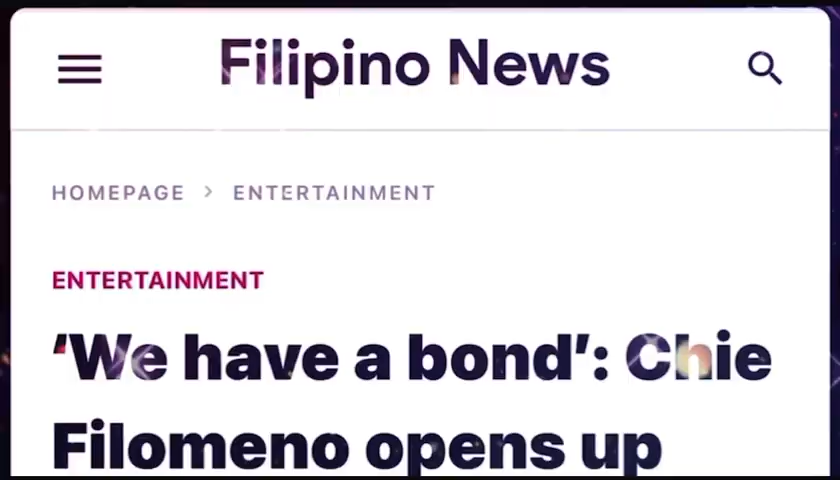 Filipino News
HOMEPAGE > ENTERTAINMENT
ENTERTAINMENT
‘We have a bond’: Chie
Filomeno opens up